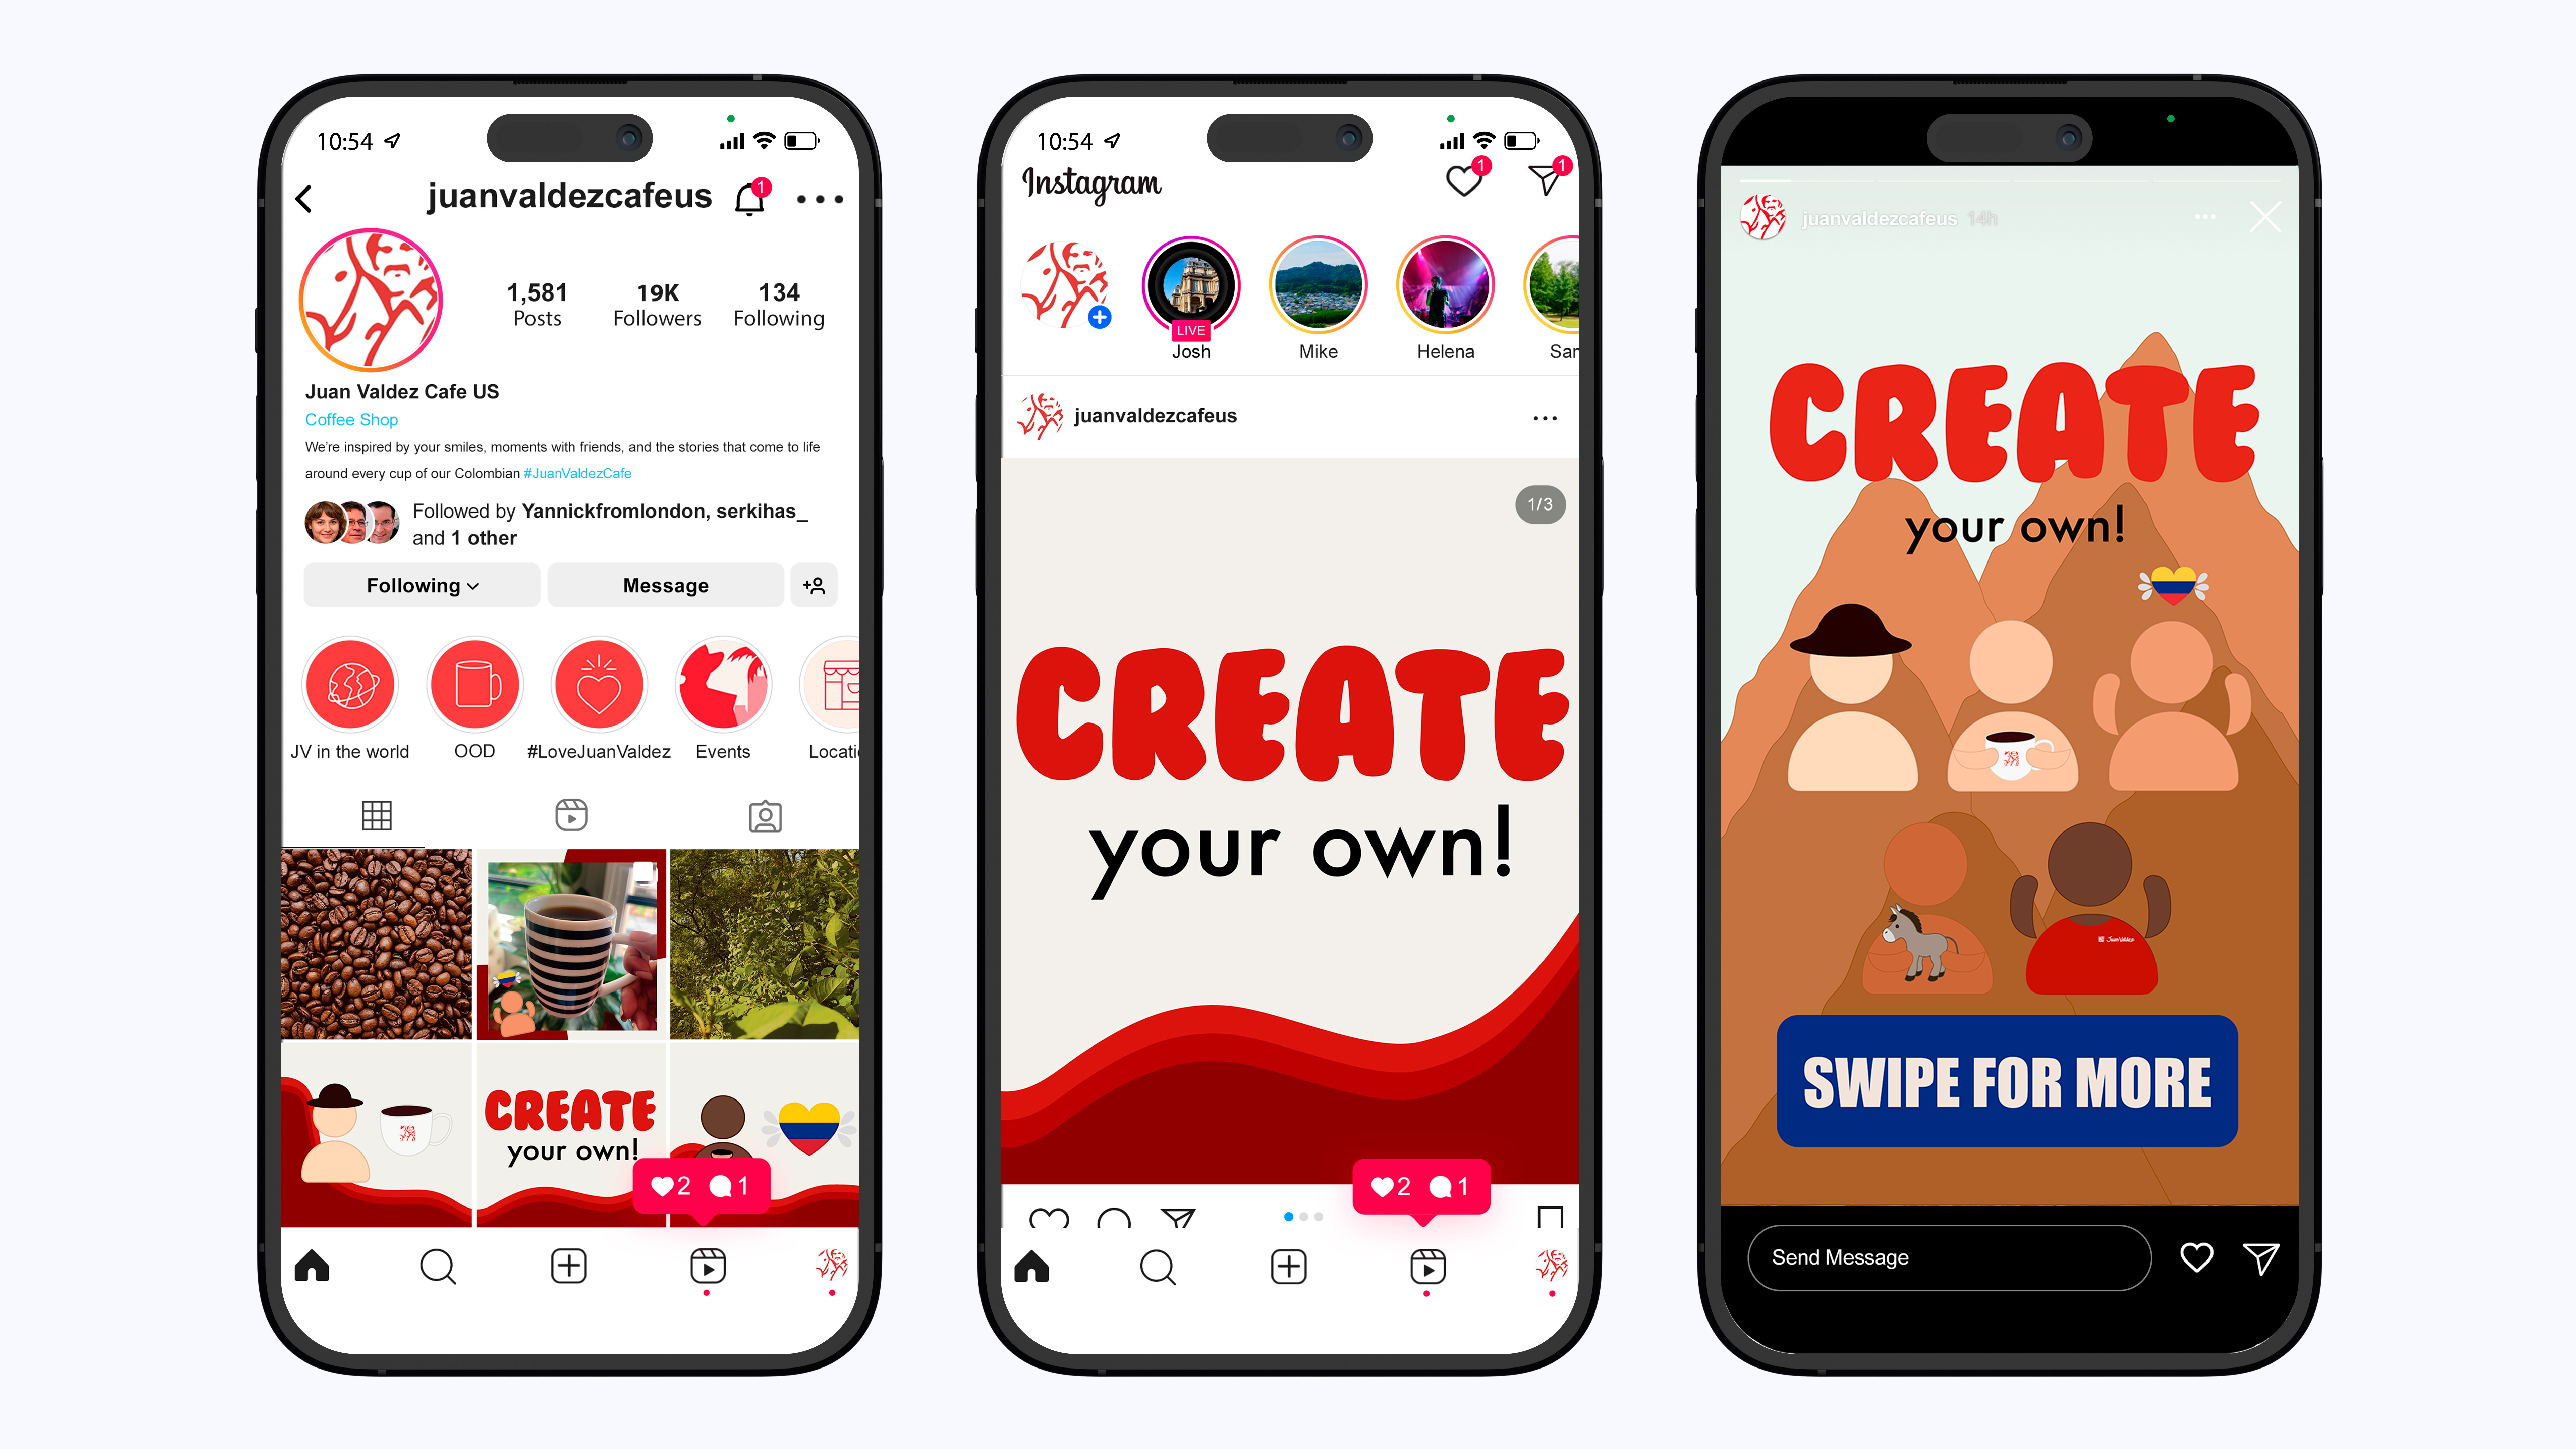 10:54
juanvaldezcafeus
1
1,581
Posts
19K
Followers
134
Following
Juan Valdez Cafe US
Coffee Shop
We're inspired by your smiles, moments with friends, and the stories that come to life
around every cup of our Colombian #JuanValdezCafe
Followed by Yannickfromlondon, serkihas_
and 1 other
Following
Message
JV in the world
OOD
#LoveJuanValdez
Events
Locati
CREATE
your own!
2
1
10:54
Instagram
1
1
LIVE
Josh
Mike
Helena
Sar
juanvaldezcafeus
1/3
CREATE
your own!
2
1
juanvaldezcafeus 14h
CREATE
your own!
Juan Valdez
SWIPE FOR MORE
Send Message